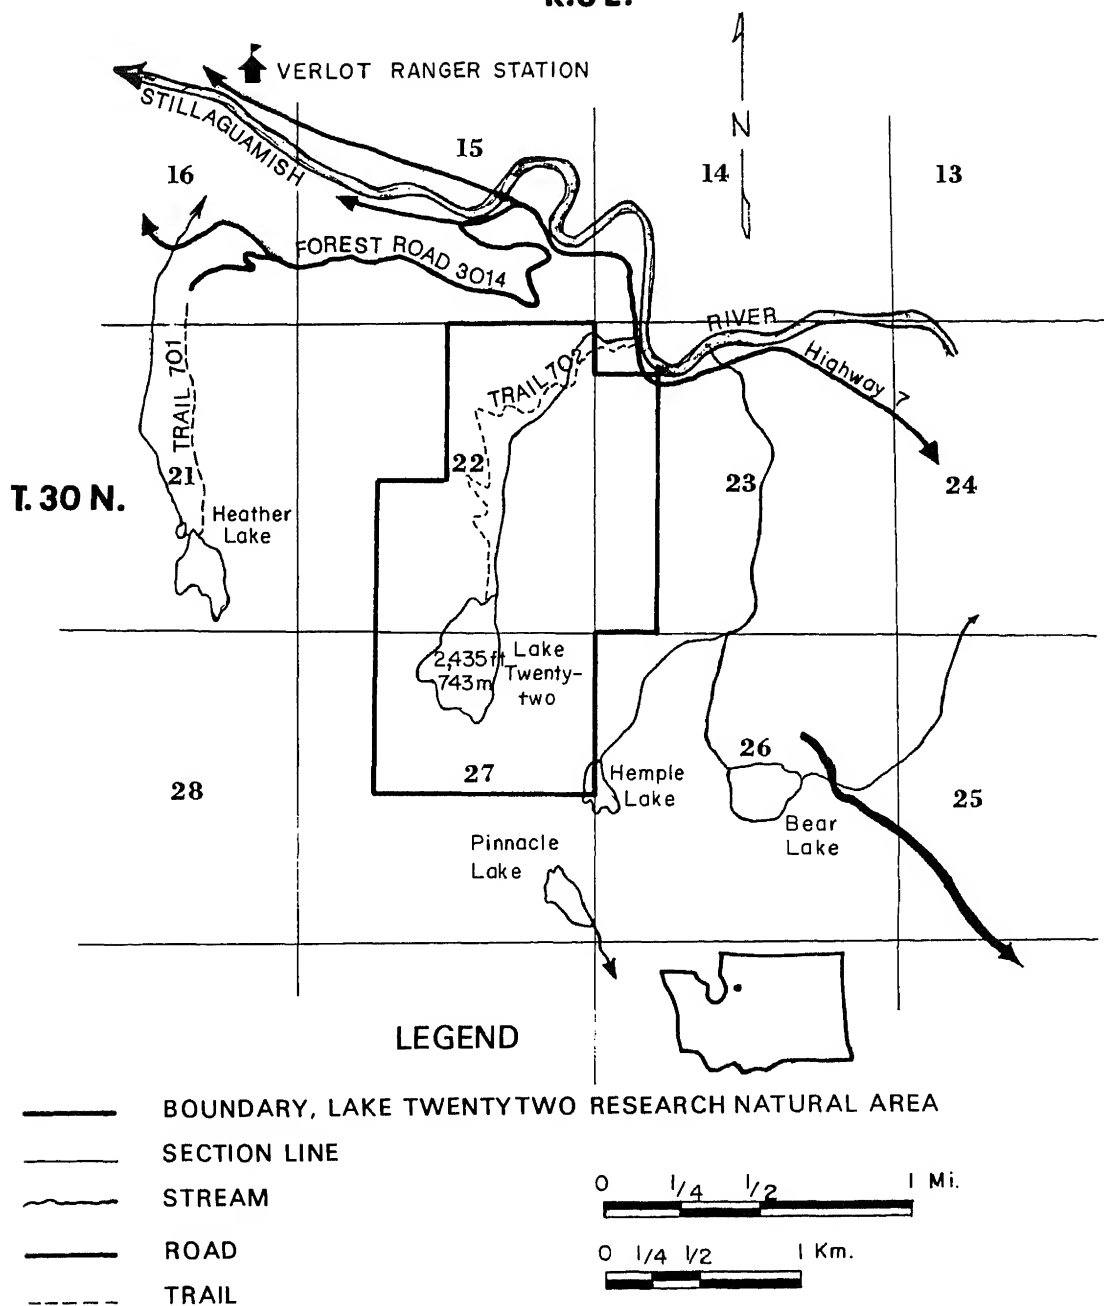 VERLOT RANGER STATION
STILLAGUAMISH
N
15
16
14
13
FOREST ROAD 3014
RIVER
Highway 7
TRAIL 701
TRAIL 702
21
22
23
24
T. 30 N.
Heather
Lake
2,435 ft
743 m
Lake
Twenty-
two
28
27
26
25
Hemple
Lake
Bear
Lake
Pinnacle
Lake
LEGEND
BOUNDARY, LAKE TWENTYTWO RESEARCH NATURAL AREA
SECTION LINE
STREAM
ROAD
TRAIL
0 1/4 1/2 1 Mi.
0 1/4 1/2 1 Km.